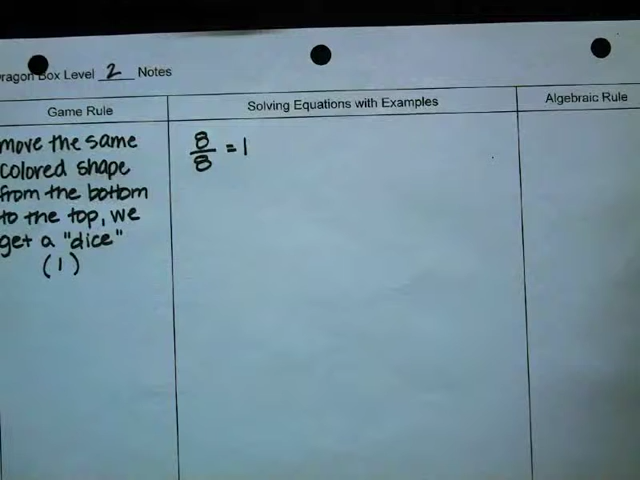 ragon Box Level 2 Notes
Game Rule
Solving Equations with Examples
Algebraic Rule
move the same
colored shape
from the bottom
to the top, we
get a "dice"
(1)
8/8 = 1